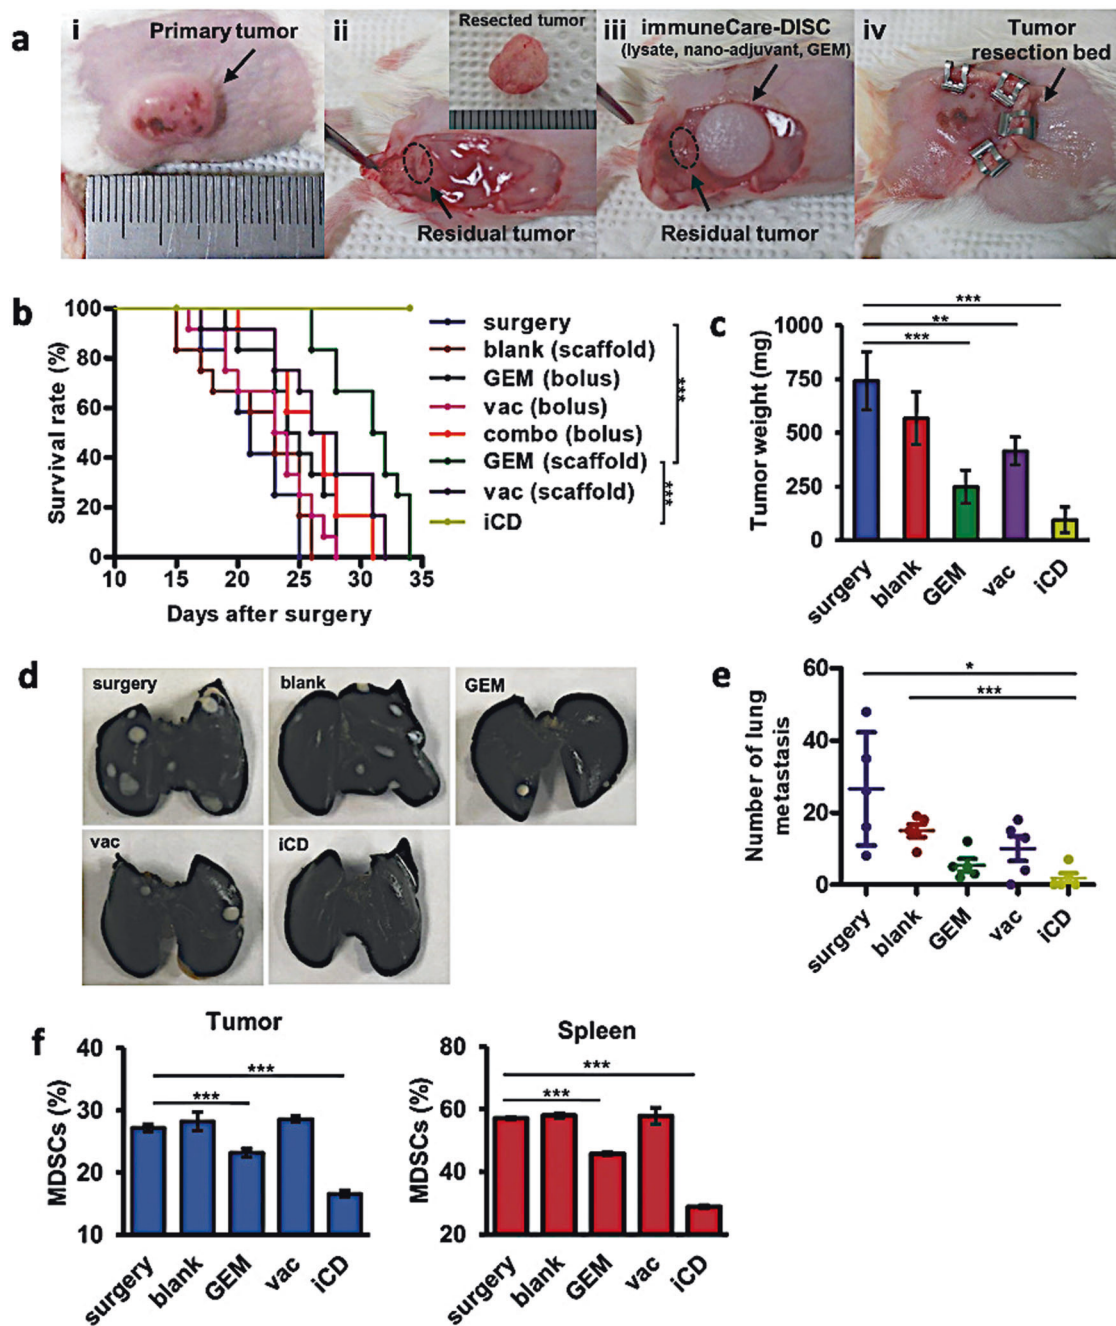 a
i
Primary tumor
ii
Resected tumor
Residual tumor
iii
immuneCare-DISC
(lysate, nano-adjuvant, GEM)
Residual tumor
iv
Tumor
resection bed
b
Survival rate (%)
100
80
60
40
20
0
10
15
20
25
30
35
Days after surgery
surgery
blank (scaffold)
GEM (bolus)
vac (bolus)
combo (bolus)
GEM (scaffold)
vac (scaffold)
iCD
***
***
c
***
**
***
Tumor weight (mg)
1000
750
500
250
0
surgery
blank
GEM
vac
iCD
d
surgery
blank
GEM
vac
iCD
e
*
***
Number of lung
metastasis
60
40
20
0
surgery
blank
GEM
vac
iCD
f
Tumor
***
***
MDSCs (%)
40
30
20
10
surgery
blank
GEM
vac
iCD
Spleen
***
***
MDSCs (%)
80
60
40
20
surgery
blank
GEM
vac
iCD